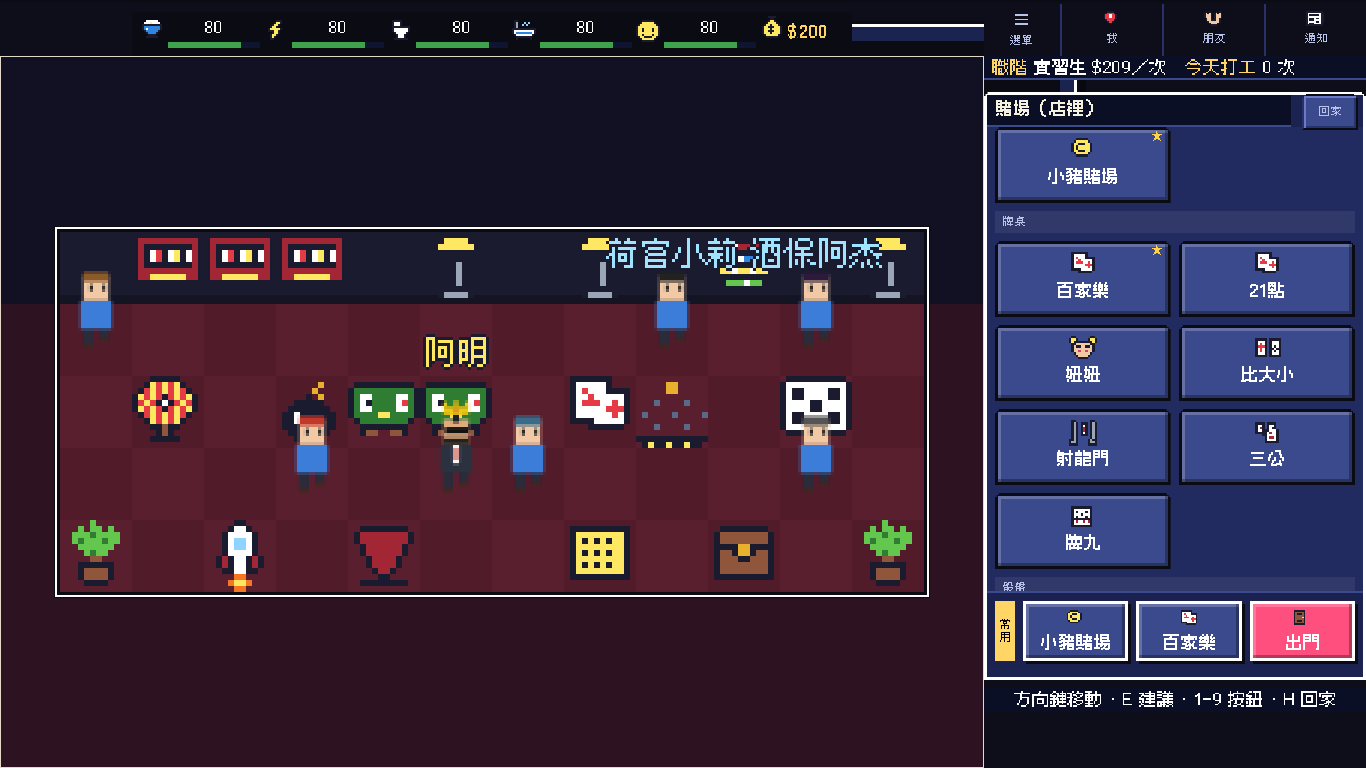 80 80 80 80 80 $200
選單 我 朋友 通知
職階 實習生 $209/次 今天打工 0 次
賭場（店裡） 回家
小豬賭場
牌桌
百家樂 21點
妞妞 比大小
射龍門 三公
牌九
骰盤
常用 小豬賭場 百家樂 出門
方向鍵移動 · E 建議 · 1-9 按鈕 · H 回家
荷官小莉 酒保阿杰
阿明